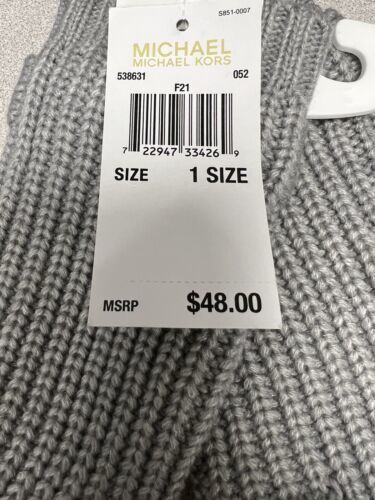 S851-0007
MICHAEL
MICHAEL KORS
538631 052
F21
7 22947 33426 9
SIZE 1 SIZE
MSRP $48.00